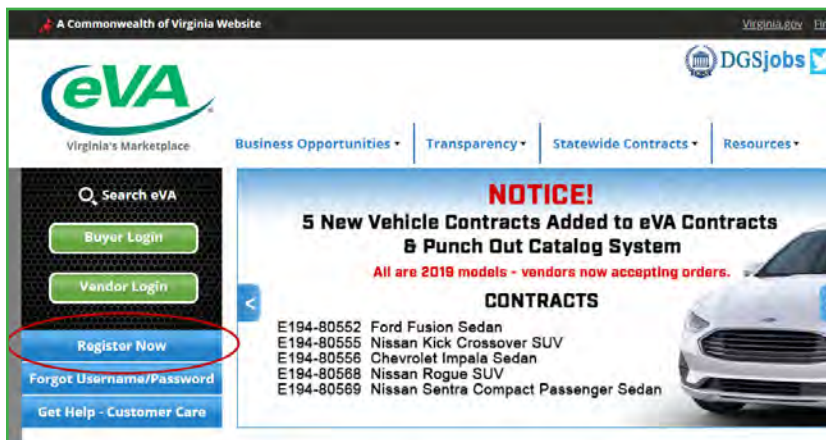 A Commonwealth of Virginia Website
Virginia.gov
DGSjobs
eVA
Virginia's Marketplace
Business Opportunities
Transparency
Statewide Contracts
Resources
Search eVA
Buyer Login
Vendor Login
Register Now
Forgot Username/Password
Get Help - Customer Care
NOTICE!
5 New Vehicle Contracts Added to eVA Contracts
& Punch Out Catalog System
All are 2019 models - vendors now accepting orders.
<
CONTRACTS
E194-80552 Ford Fusion Sedan
E194-80555 Nissan Kick Crossover SUV
E194-80556 Chevrolet Impala Sedan
E194-80568 Nissan Rogue SUV
E194-80569 Nissan Sentra Compact Passenger Sedan